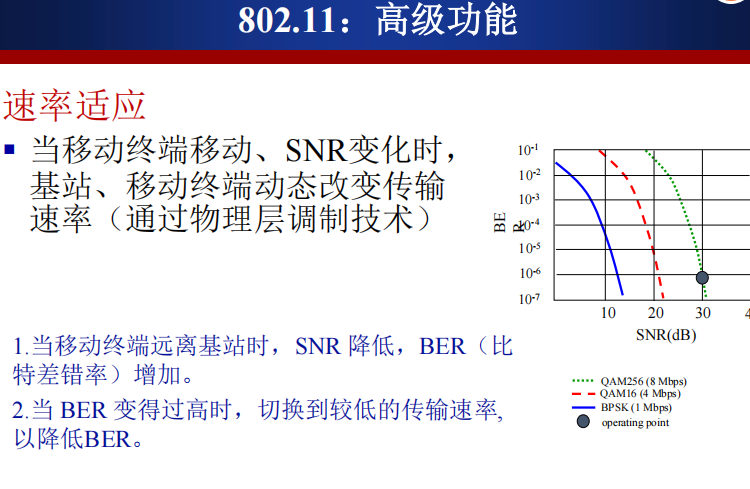 802.11：高级功能
速率适应
▪ 当移动终端移动、SNR变化时，
基站、移动终端动态改变传输
速率（通过物理层调制技术）
10-1
10-2
10-3
10-4
10-5
10-6
10-7
BE
R
10 20 30 4
SNR(dB)
1.当移动终端远离基站时，SNR 降低，BER（比
特差错率）增加。
2.当 BER 变得过高时，切换到较低的传输速率,
以降低BER。
QAM256 (8 Mbps)
QAM16 (4 Mbps)
BPSK (1 Mbps)
operating point